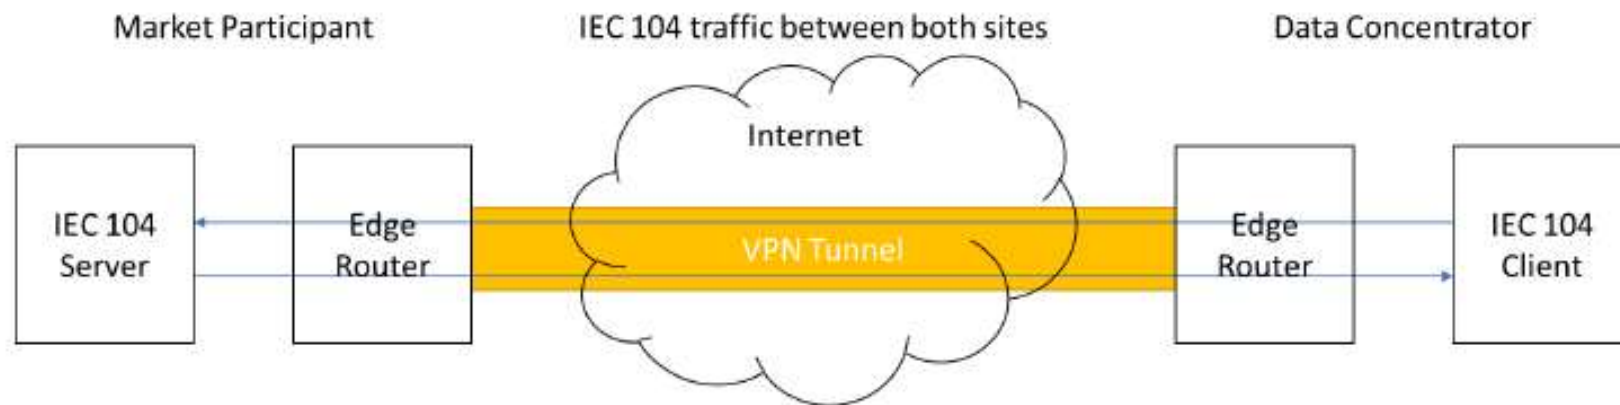 Market Participant
IEC 104 traffic between both sites
Data Concentrator
Internet
IEC 104
Server
Edge
Router
VPN Tunnel
Edge
Router
IEC 104
Client